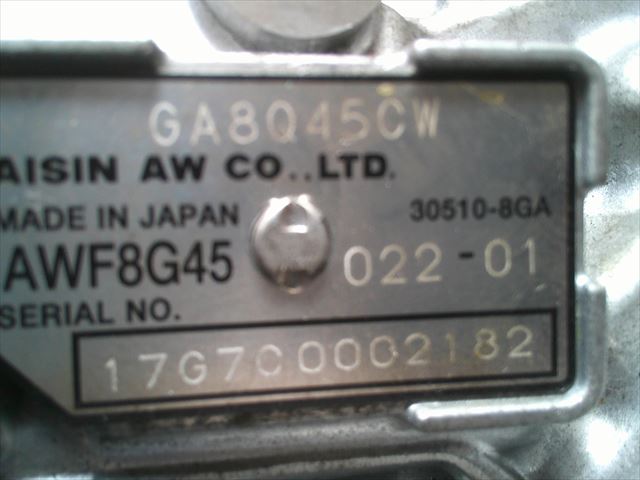 GA8Q45CW
AISIN AW CO.,LTD.
MADE IN JAPAN 30510-8GA
AWF8G45 022-01
SERIAL NO.
17G7C0002182